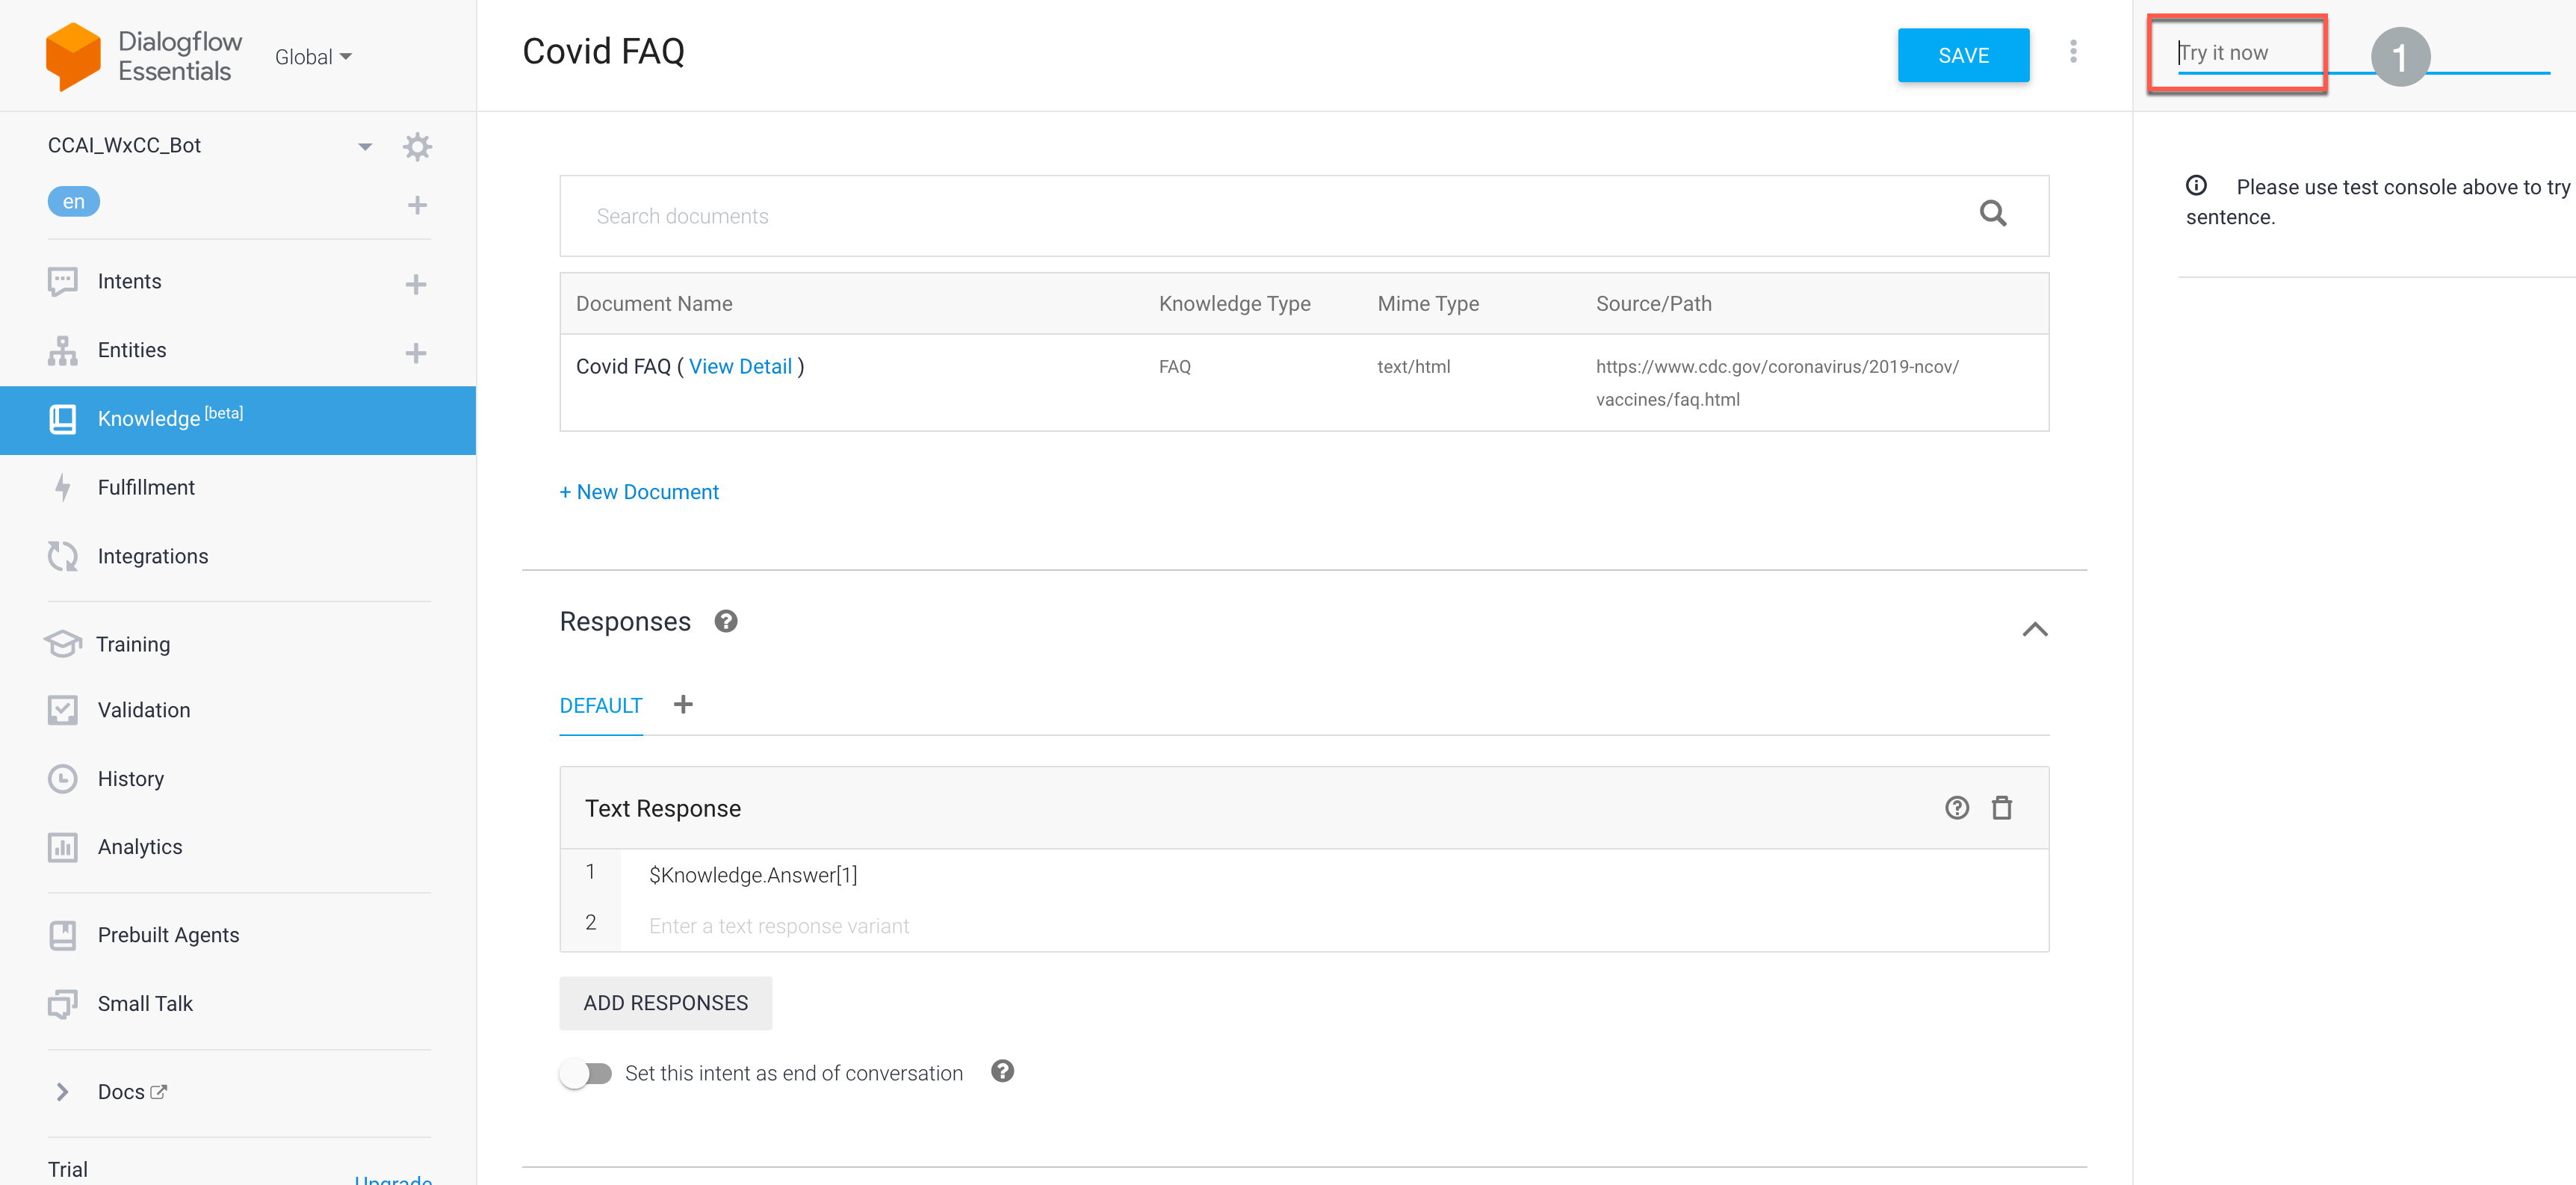 Dialogflow
Essentials
Global
CCAI_WxCC_Bot
en
Intents
Entities
Knowledge [beta]
Fulfillment
Integrations
Training
Validation
History
Analytics
Prebuilt Agents
Small Talk
Docs
Trial
Upgrade
Covid FAQ
SAVE
Search documents
Document Name Knowledge Type Mime Type Source/Path
Covid FAQ ( View Detail ) FAQ text/html https://www.cdc.gov/coronavirus/2019-ncov/
vaccines/faq.html
+ New Document
Responses
DEFAULT
Text Response
1 $Knowledge.Answer[1]
2 Enter a text response variant
ADD RESPONSES
Set this intent as end of conversation
Try it now
1
Please use test console above to try
sentence.